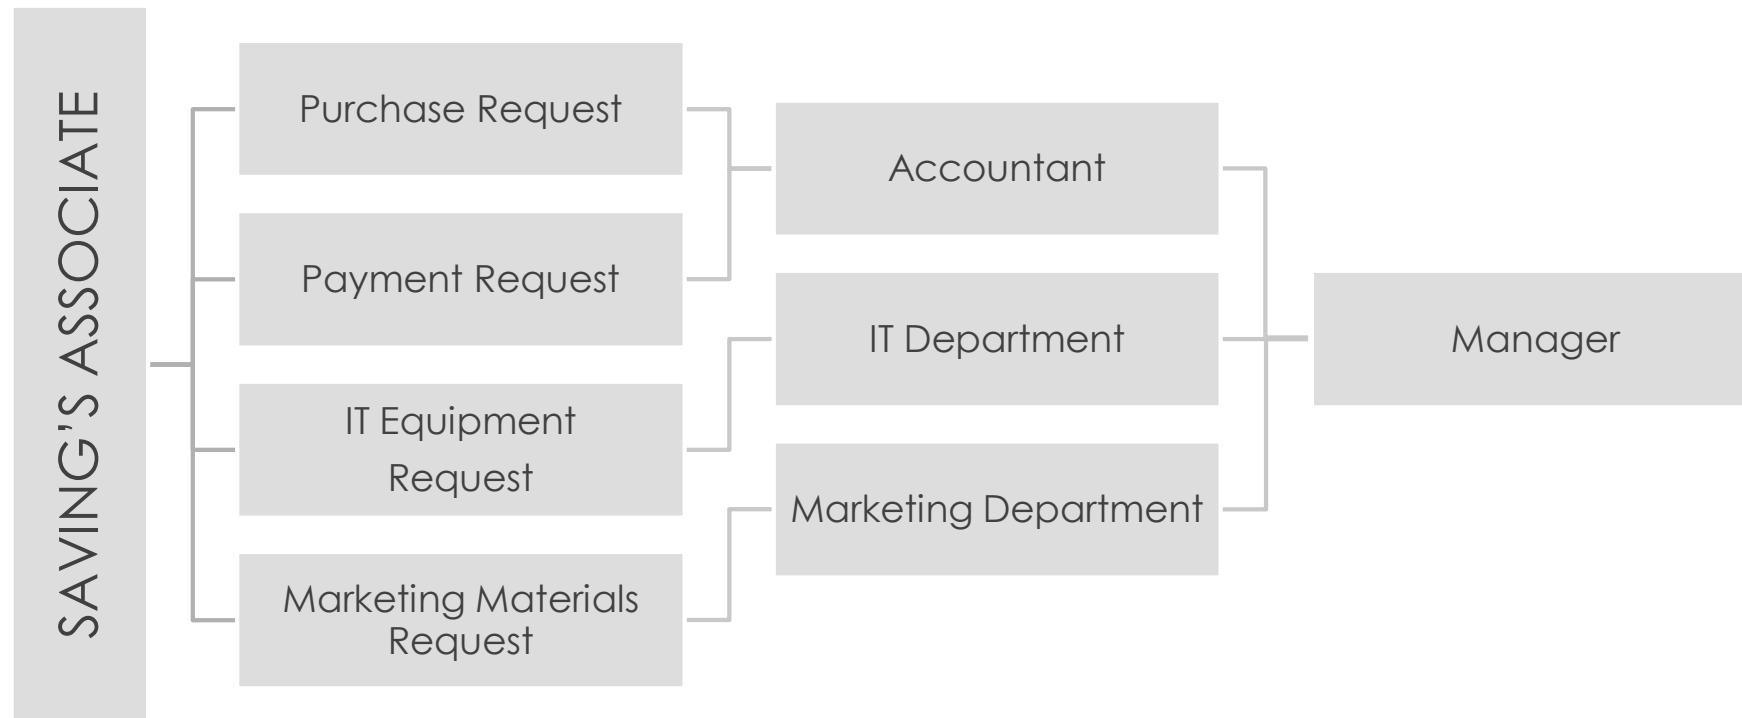 SAVING’S ASSOCIATE
Purchase Request
Payment Request
IT Equipment
Request
Marketing Materials
Request
Accountant
IT Department
Marketing Department
Manager